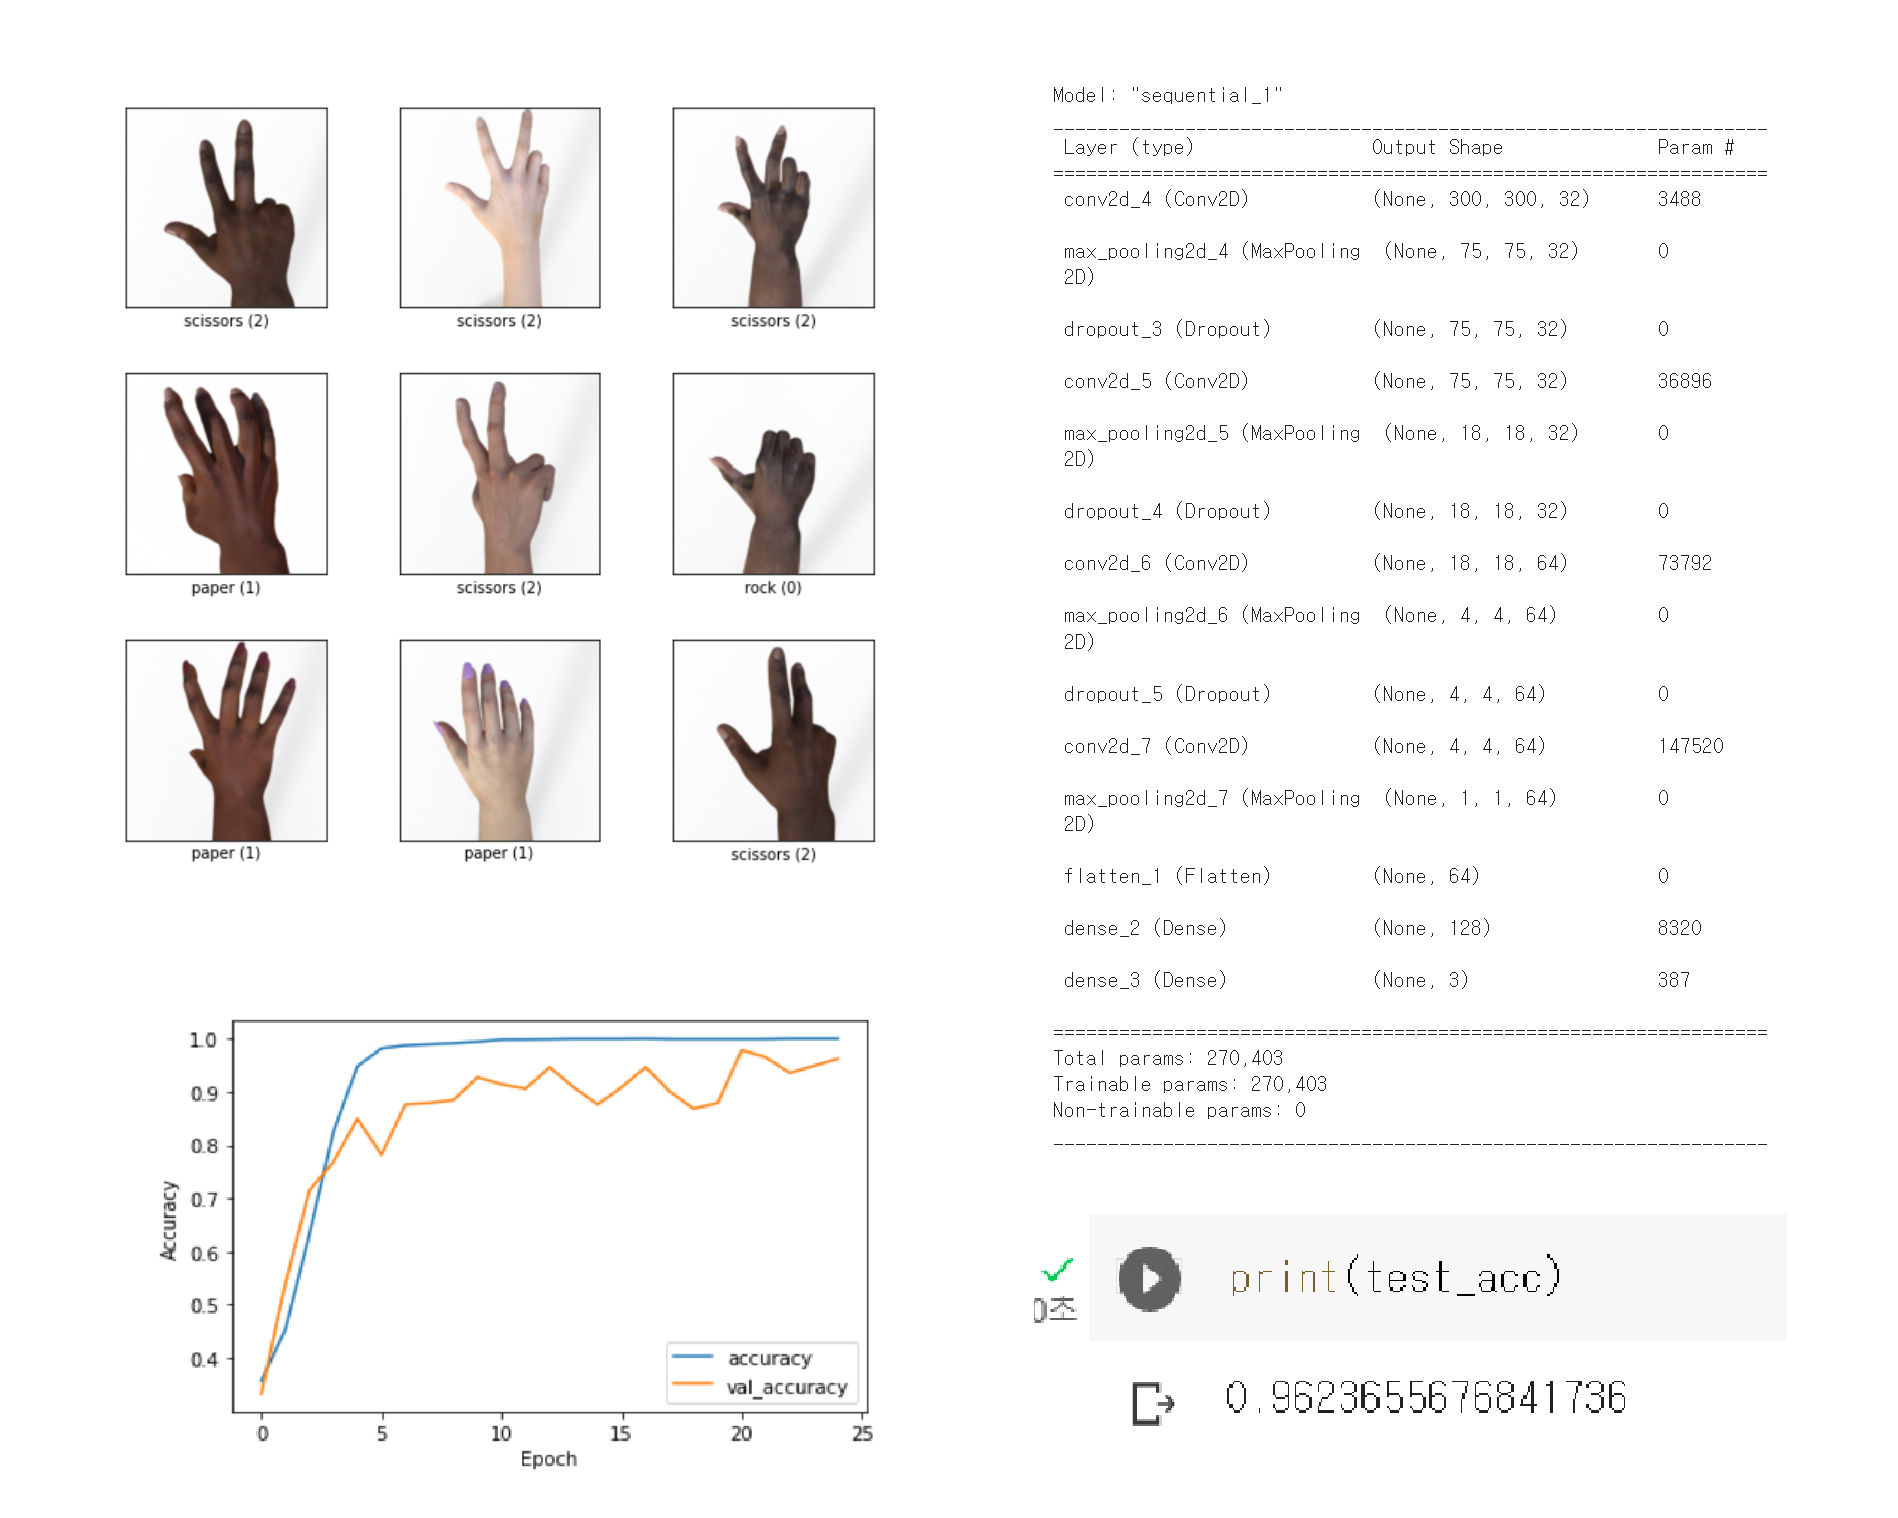 scissors (2)
scissors (2)
scissors (2)
paper (1)
scissors (2)
rock (0)
paper (1)
paper (1)
scissors (2)
1.0
0.9
0.8
0.7
0.6
0.5
0.4
Accuracy
accuracy
val_accuracy
0 5 10 15 20 25
Epoch
Model: "sequential_1"
Layer (type) Output Shape Param #
conv2d_4 (Conv2D) (None, 300, 300, 32) 3488
max_pooling2d_4 (MaxPooling (None, 75, 75, 32) 0
2D)
dropout_3 (Dropout) (None, 75, 75, 32) 0
conv2d_5 (Conv2D) (None, 75, 75, 32) 36896
max_pooling2d_5 (MaxPooling (None, 18, 18, 32) 0
2D)
dropout_4 (Dropout) (None, 18, 18, 32) 0
conv2d_6 (Conv2D) (None, 18, 18, 64) 73792
max_pooling2d_6 (MaxPooling (None, 4, 4, 64) 0
2D)
dropout_5 (Dropout) (None, 4, 4, 64) 0
conv2d_7 (Conv2D) (None, 4, 4, 64) 147520
max_pooling2d_7 (MaxPooling (None, 1, 1, 64) 0
2D)
flatten_1 (Flatten) (None, 64) 0
dense_2 (Dense) (None, 128) 8320
dense_3 (Dense) (None, 3) 387
Total params: 270,403
Trainable params: 270,403
Non-trainable params: 0
print(test_acc)
0초
0.9623655676841736